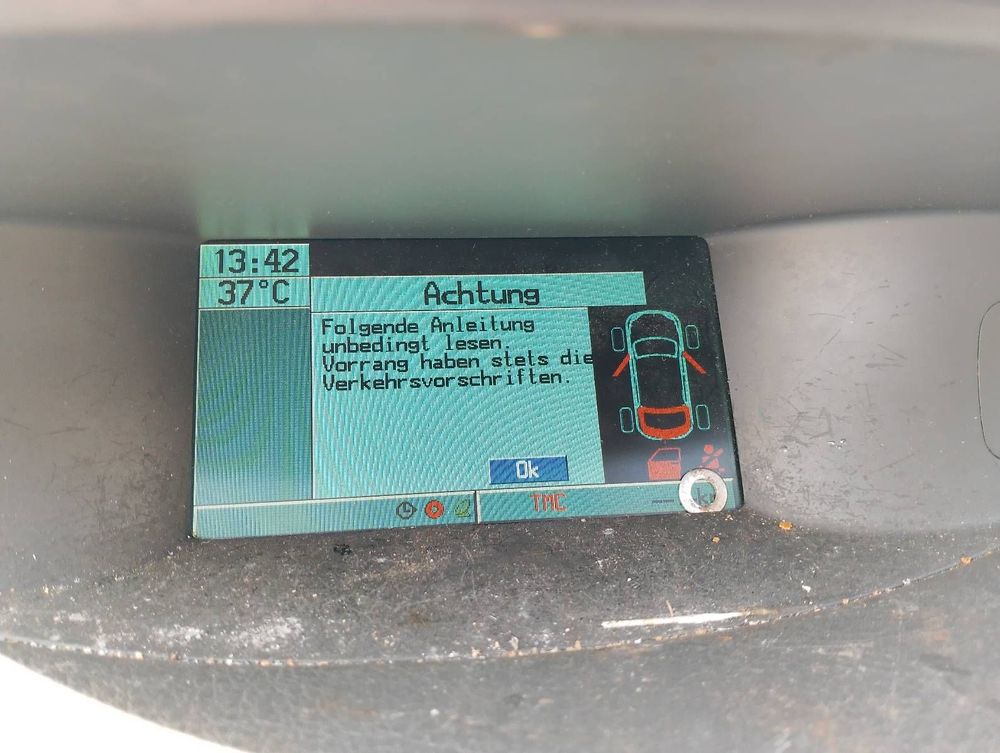 13:42
37°C
Achtung
Folgende Anleitung
unbedingt lesen.
Vorrang haben stets die
Verkehrsvorschriften.
Ok
TMC